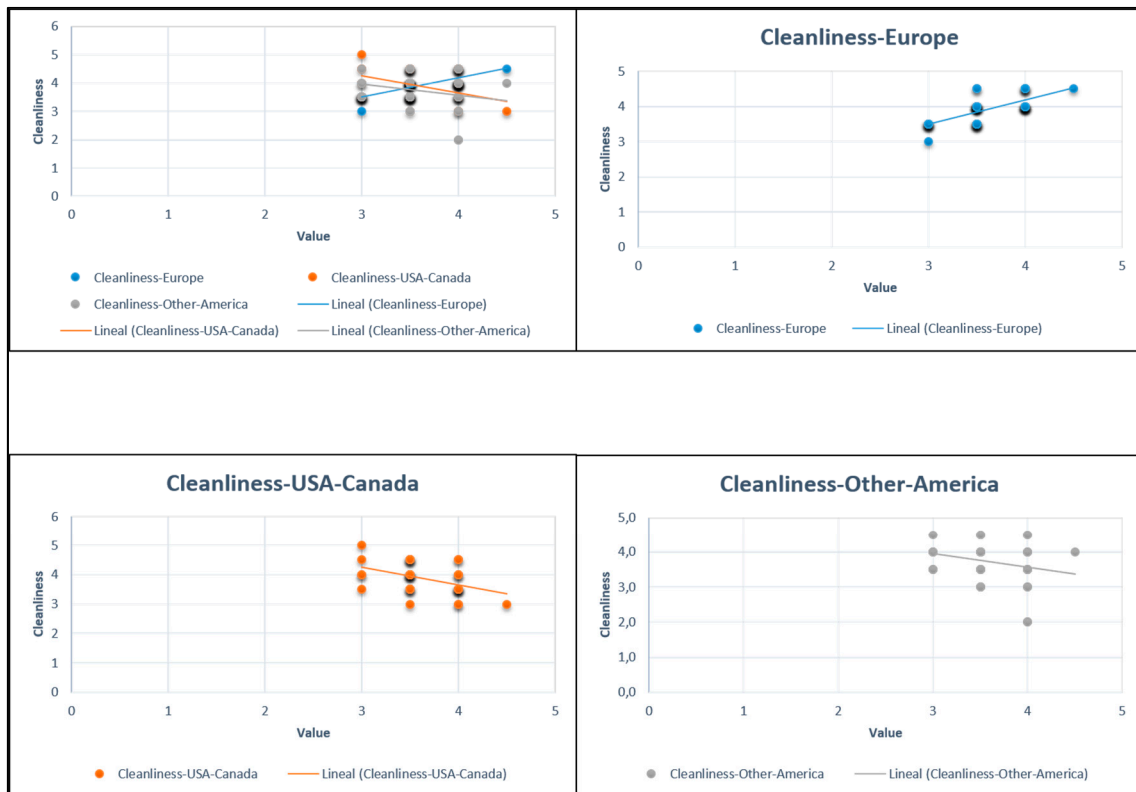 6
5
4
3
2
1
0
Cleanliness
0 1 2 3 4 5
Value
Cleanliness-Europe Cleanliness-USA-Canada
Cleanliness-Other-America Lineal (Cleanliness-Europe)
Lineal (Cleanliness-USA-Canada) Lineal (Cleanliness-Other-America)
Cleanliness-Europe
5
4
3
2
1
0
Cleanliness
0 1 2 3 4 5
Value
Cleanliness-Europe Lineal (Cleanliness-Europe)
Cleanliness-USA-Canada
6
5
4
3
2
1
0
Cleanliness
0 1 2 3 4 5
Value
Cleanliness-USA-Canada Lineal (Cleanliness-USA-Canada)
Cleanliness-Other-America
5,0
4,0
3,0
2,0
1,0
0,0
Cleanliness
0 1 2 3 4 5
Value
Cleanliness-Other-America Lineal (Cleanliness-Other-America)